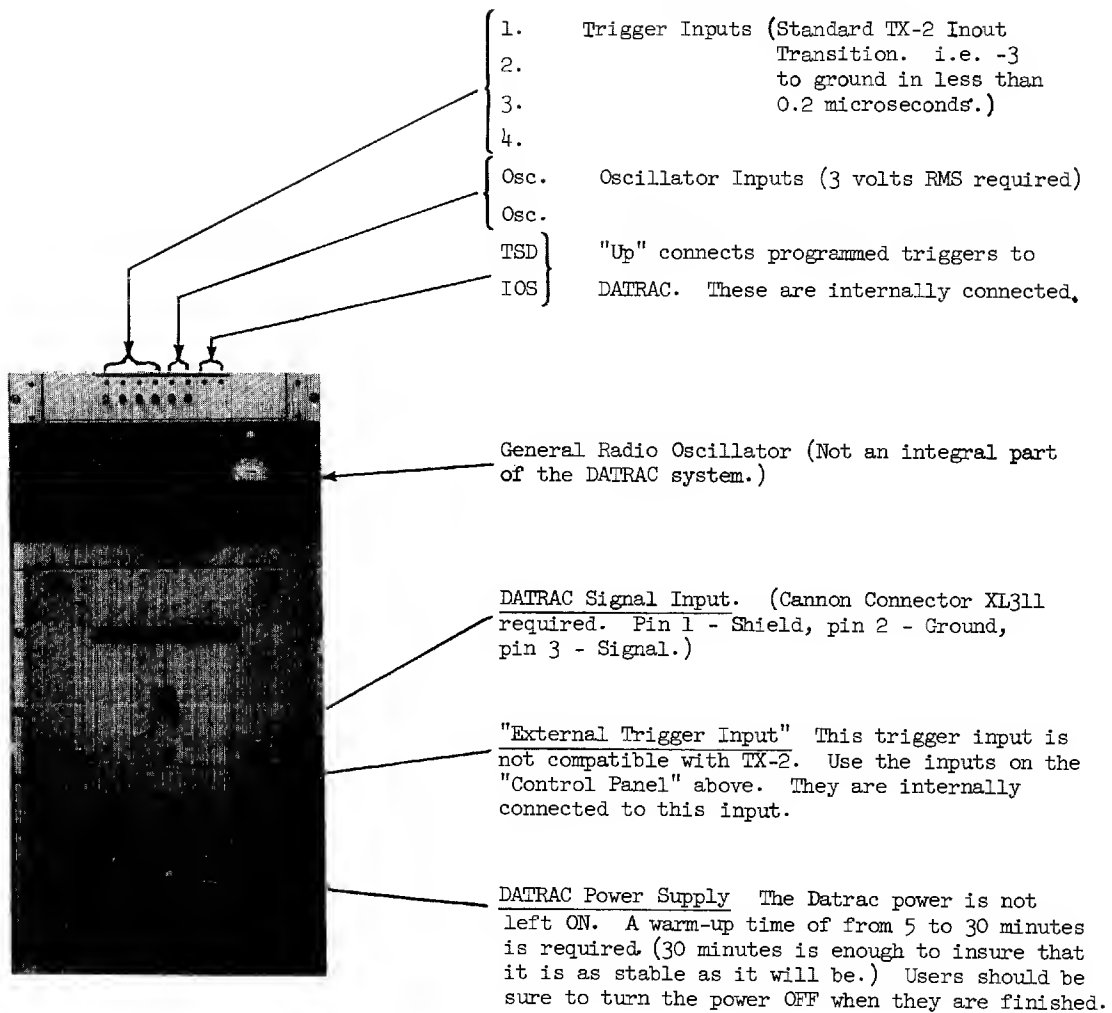 1. Trigger Inputs (Standard TX-2 Inout
Transition. i.e. -3
2.
to ground in less than
3. 0.2 microseconds.)
4.
Osc. Oscillator Inputs (3 volts RMS required)
Osc.
TSD "Up" connects programmed triggers to
IOS DATRAC. These are internally connected.
General Radio Oscillator (Not an integral part
of the DATRAC system.)
DATRAC Signal Input. (Cannon Connector XL311
required. Pin 1 - Shield, pin 2 - Ground,
pin 3 - Signal.)
"External Trigger Input" This trigger input is
not compatible with TX-2. Use the inputs on the
"Control Panel" above. They are internally
connected to this input.
DATRAC Power Supply The Datrac power is not
left ON. A warm-up time of from 5 to 30 minutes
is required. (30 minutes is enough to insure that
it is as stable as it will be.) Users should be
sure to turn the power OFF when they are finished.